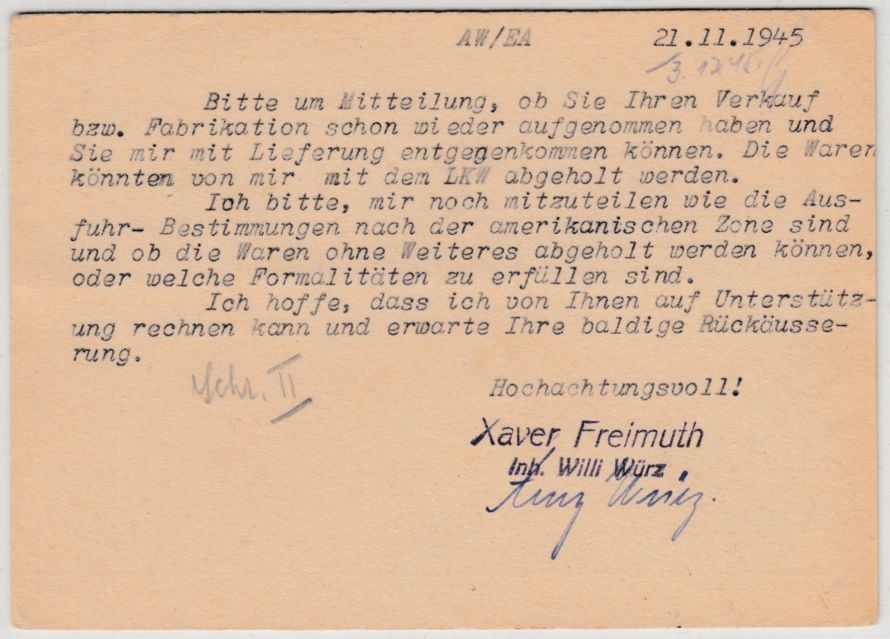 AW/EA 21.11.1945
Bitte um Mitteilung, ob Sie Ihren Verkauf
bzw. Fabrikation schon wieder aufgenommen haben und
Sie mir mit Lieferung entgegenkommen können. Die Waren
könnten von mir mit dem LKW abgeholt werden.
Ich bitte, mir noch mitzuteilen wie die Aus-
fuhr- Bestimmungen nach der amerikanischen Zone sind
und ob die Waren ohne Weiteres abgeholt werden können,
oder welche Formalitäten zu erfüllen sind.
Ich hoffe, dass ich von Ihnen auf Unterstütz-
ung rechnen kann und erwarte Ihre baldige Rückäusse-
rung.
II
Hochachtungsvoll!
Xaver Freimuth
Inh. Willi Würz